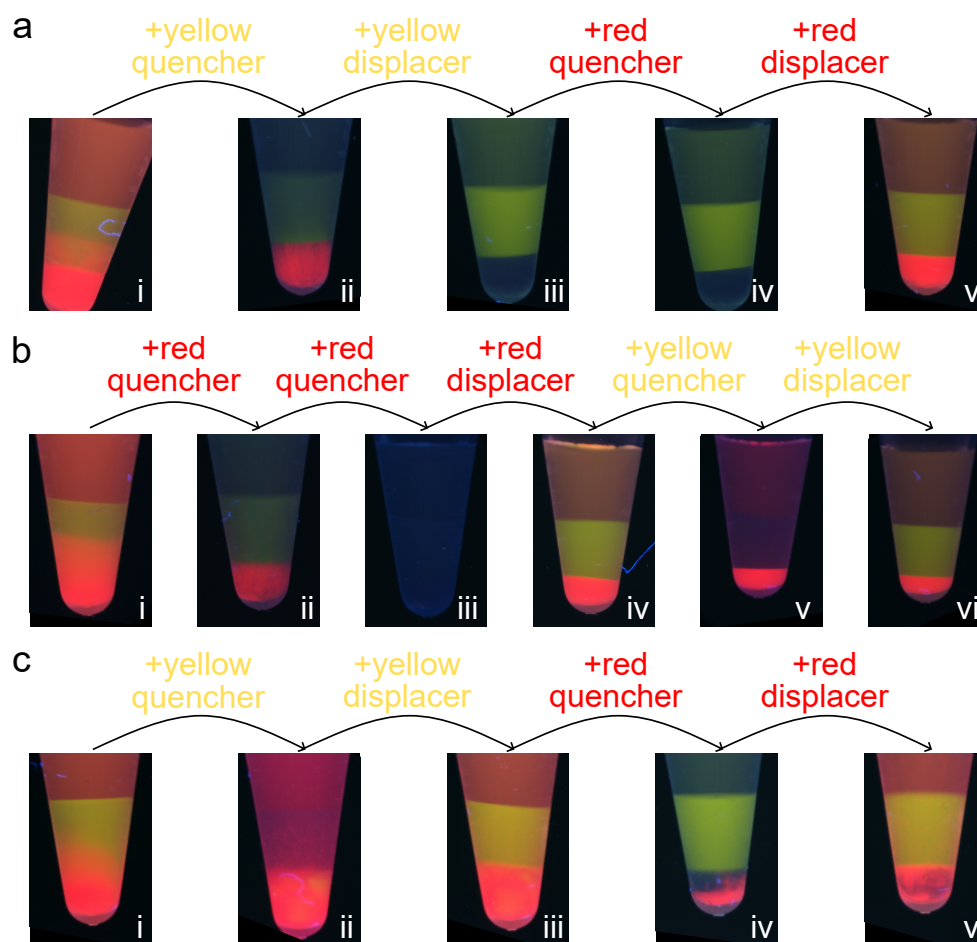 a
+yellow
quencher
+yellow
displacer
+red
quencher
+red
displacer
i
ii
iii
iv
v
b
+red
quencher
+red
quencher
+red
displacer
+yellow
quencher
+yellow
displacer
i
ii
iii
iv
v
vi
c
+yellow
quencher
+yellow
displacer
+red
quencher
+red
displacer
i
ii
iii
iv
v